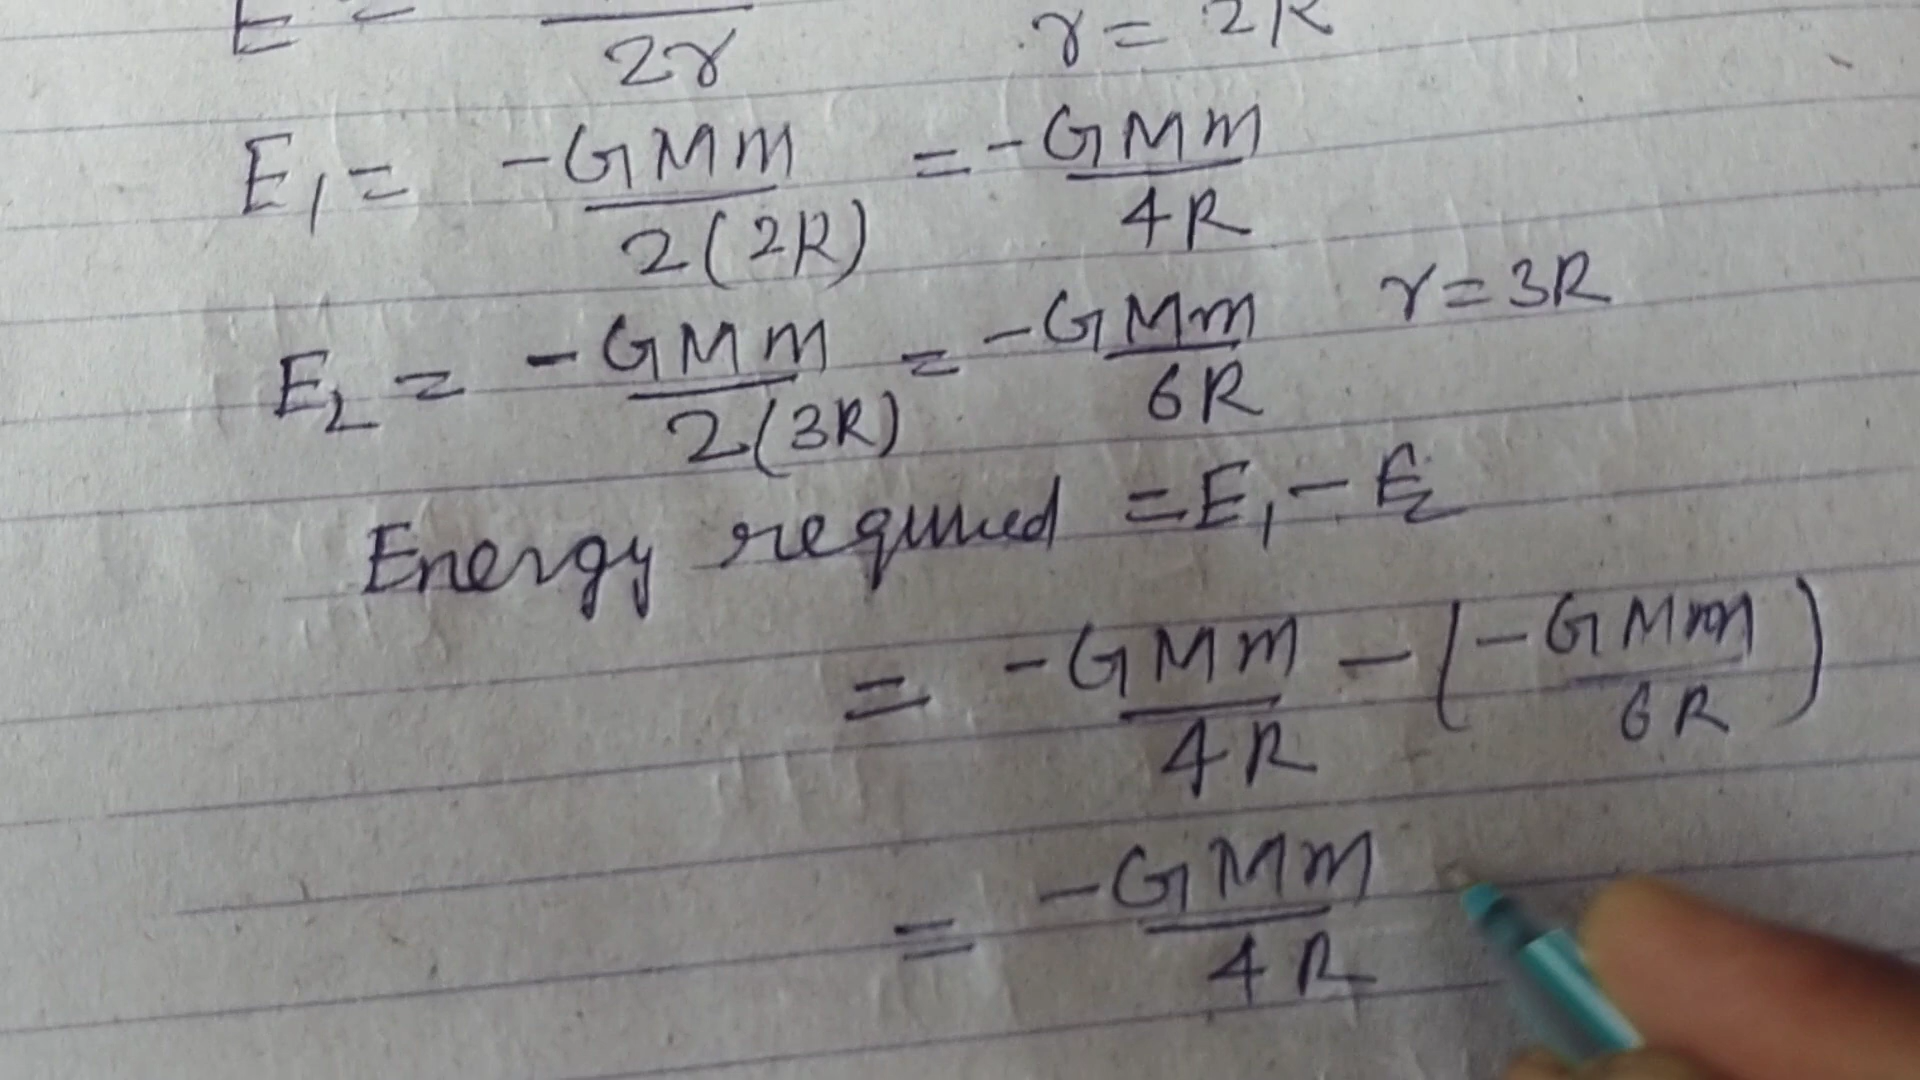 E = ―/2r r = 2R
E₁ = -GMm/2(2R) = -GMm/4R
E₂ = -GMm/2(3R) = -GMm/6R r = 3R
Energy required = E₁ - E₂
= -GMm/4R - (-GMm/6R)
= -GMm/4R